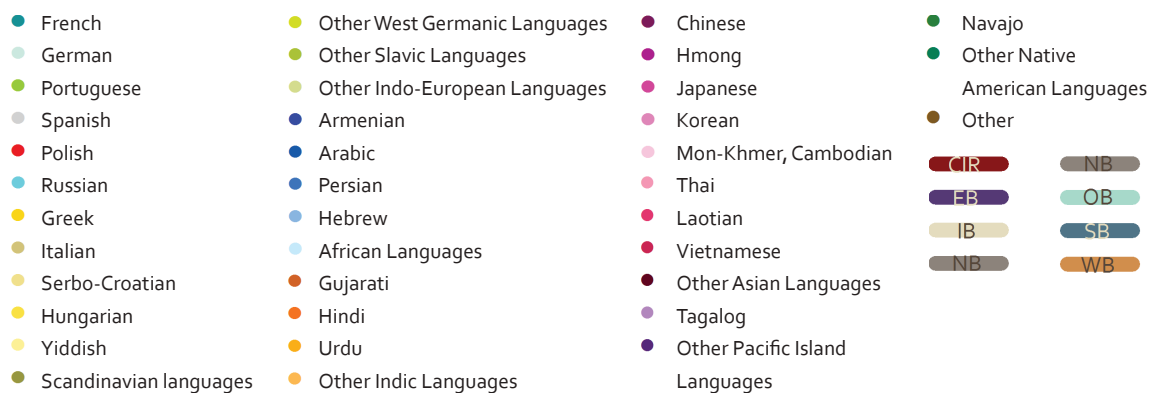 French
German
Portuguese
Spanish
Polish
Russian
Greek
Italian
Serbo-Croatian
Hungarian
Yiddish
Scandinavian languages
Other West Germanic Languages
Other Slavic Languages
Other Indo-European Languages
Armenian
Arabic
Persian
Hebrew
African Languages
Gujarati
Hindi
Urdu
Other Indic Languages
Chinese
Hmong
Japanese
Korean
Mon-Khmer, Cambodian
Thai
Laotian
Vietnamese
Other Asian Languages
Tagalog
Other Pacific Island
Languages
Navajo
Other Native
American Languages
Other
CIR
EB
IB
NB
NB
OB
SB
WB